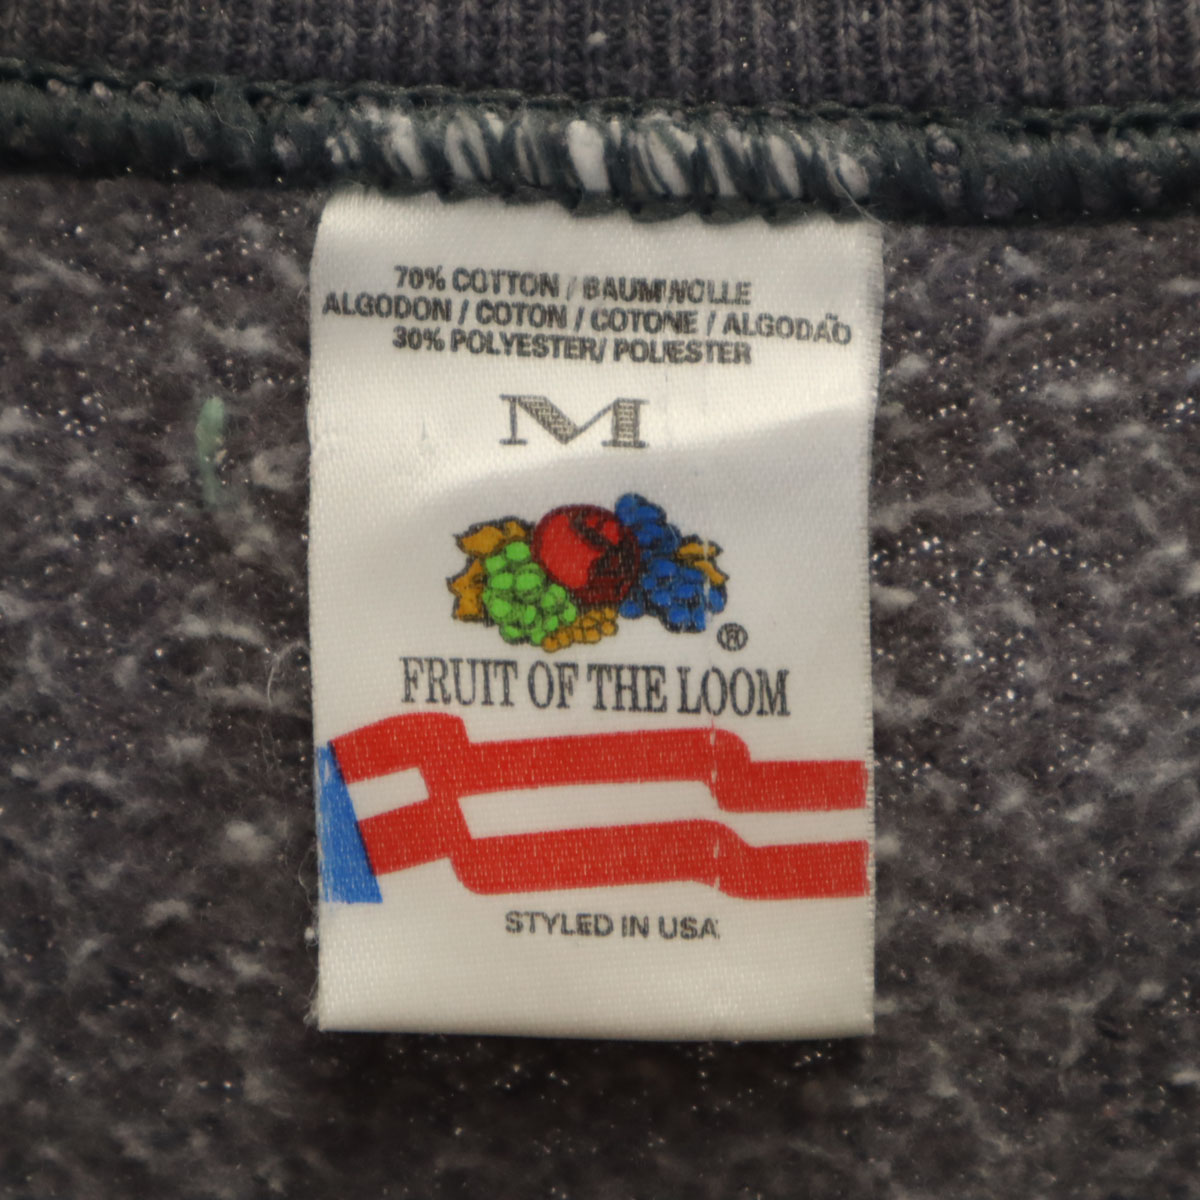 70% COTTON / BAUMWOLLE
ALGODON / COTON / COTONE / ALGODÃO
30% POLYESTER/ POLIESTER
M
®
FRUIT OF THE LOOM
STYLED IN USA